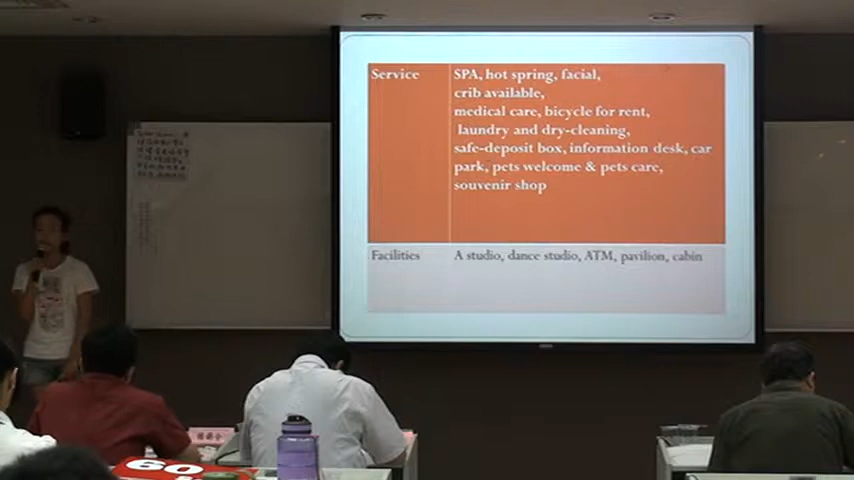 Service
SPA, hot spring, facial,
crib available,
medical care, bicycle for rent,
laundry and dry-cleaning,
safe-deposit box, information desk, car
park, pets welcome & pets care,
souvenir shop
Facilities
A studio, dance studio, ATM, pavilion, cabin
60